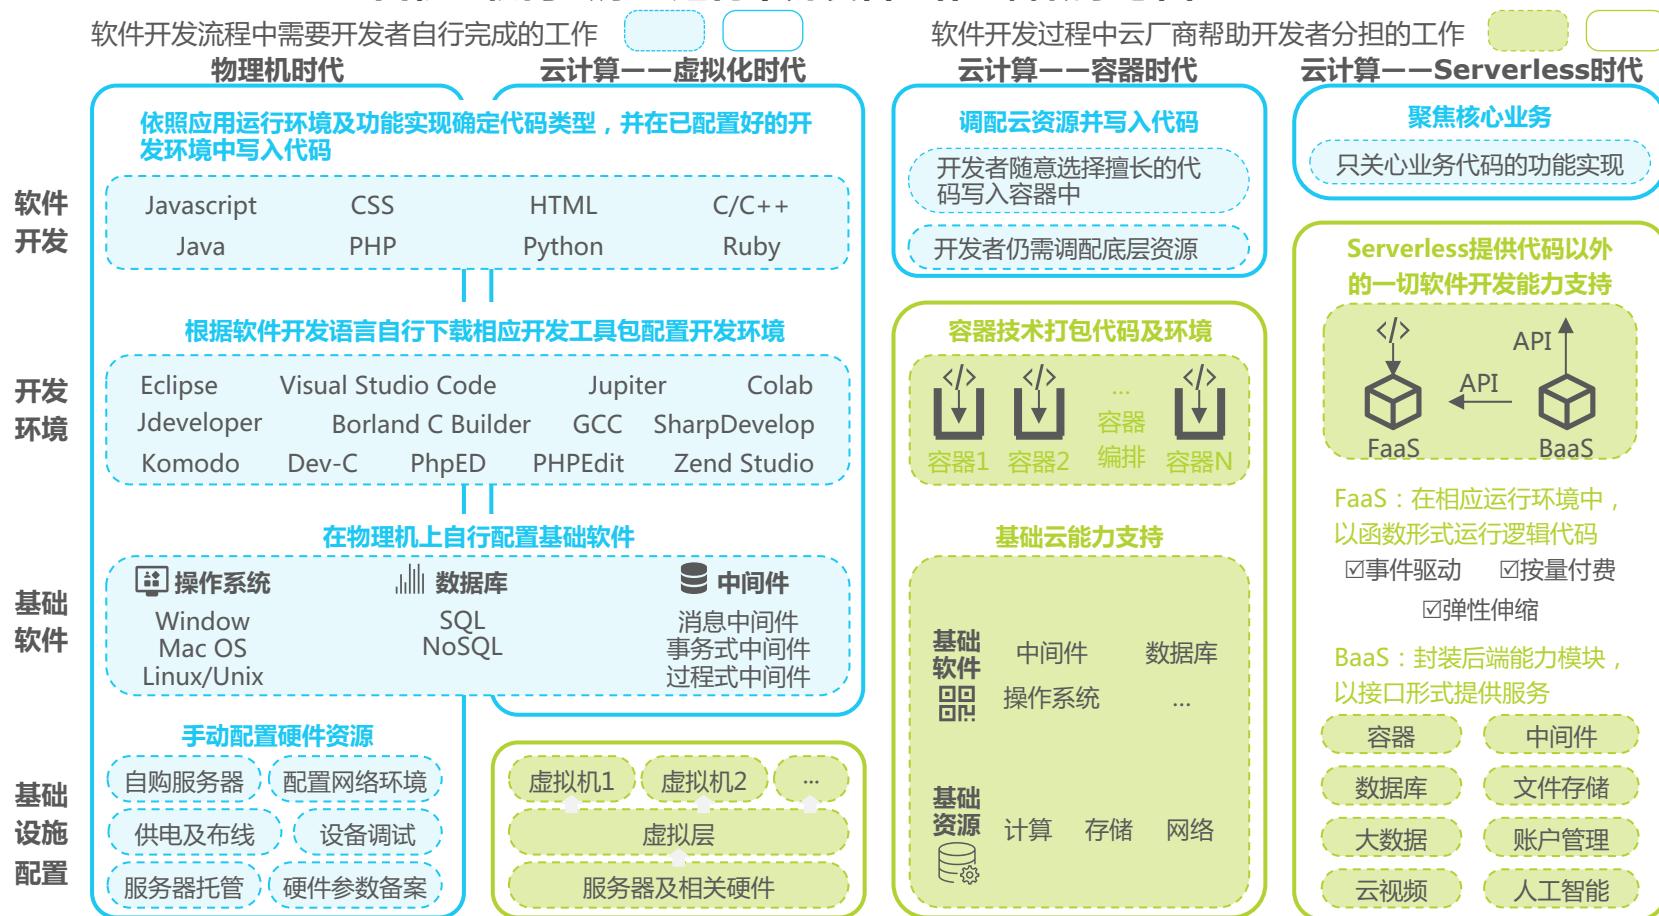 软件开发流程中需要开发者自行完成的工作
软件开发过程中云厂商帮助开发者分担的工作
物理机时代
云计算——虚拟化时代
云计算——容器时代
云计算——Serverless时代
软件
开发
依照应用运行环境及功能实现确定代码类型，并在已配置好的开
发环境中写入代码
Javascript CSS HTML C/C++
Java PHP Python Ruby
调配云资源并写入代码
开发者随意选择擅长的代
码写入容器中
开发者仍需调配底层资源
聚焦核心业务
只关心业务代码的功能实现
开发
环境
根据软件开发语言自行下载相应开发工具包配置开发环境
Eclipse Visual Studio Code Jupiter Colab
Jdeveloper Borland C Builder GCC SharpDevelop
Komodo Dev-C PhpED PHPEdit Zend Studio
容器技术打包代码及环境
</> </> ... </>
容器
编排
容器1 容器2 容器N
Serverless提供代码以外
的一切软件开发能力支持
</>
API
API
FaaS BaaS
FaaS：在相应运行环境中，
以函数形式运行逻辑代码
☑事件驱动 ☑按量付费
☑弹性伸缩
BaaS：封装后端能力模块，
以接口形式提供服务
容器 中间件
数据库 文件存储
大数据 账户管理
云视频 人工智能
基础
软件
在物理机上自行配置基础软件
操作系统 数据库 中间件
Window SQL 消息中间件
Mac OS NoSQL 事务式中间件
Linux/Unix 过程式中间件
基础云能力支持
基础
软件
中间件 数据库
操作系统 ...
基础
资源
计算 存储 网络
基础
设施
配置
手动配置硬件资源
自购服务器 配置网络环境
供电及布线 设备调试
服务器托管 硬件参数备案
虚拟机1 虚拟机2 ...
虚拟层
服务器及相关硬件